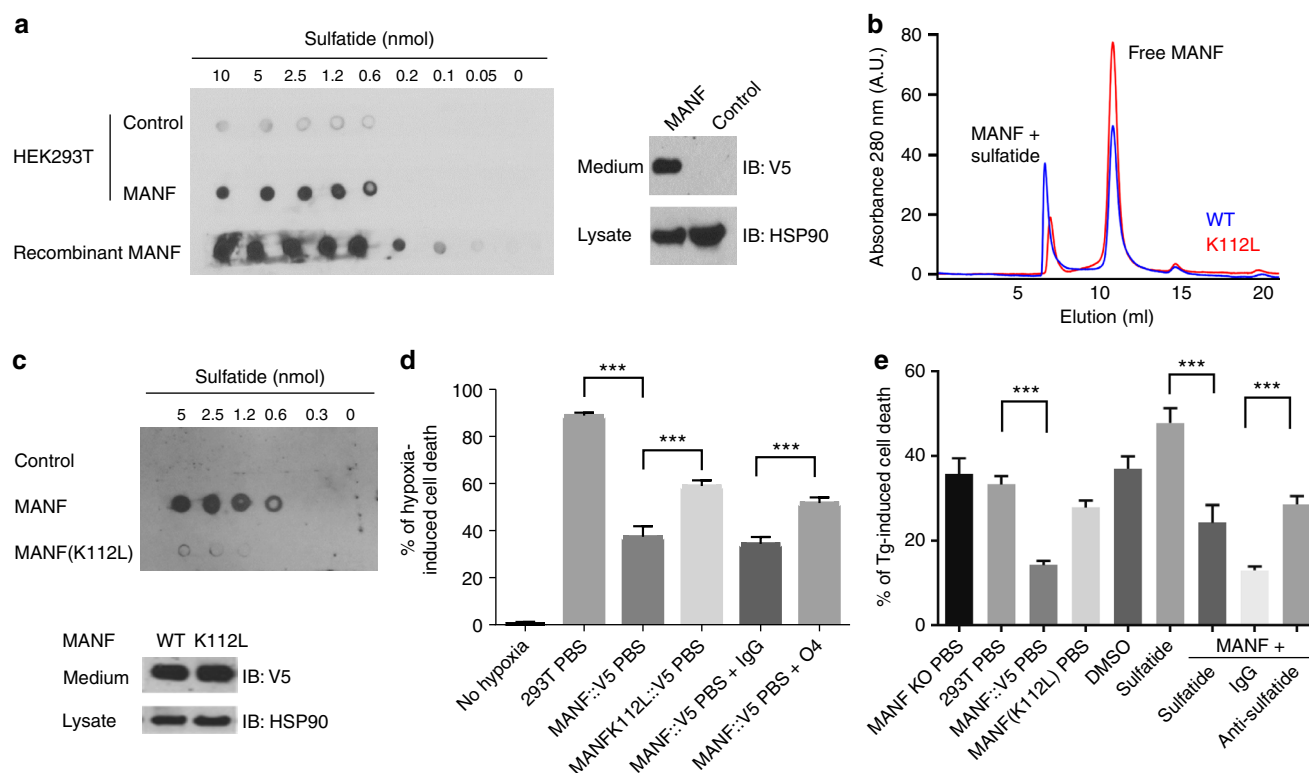 a
Sulfatide (nmol)
10 5 2.5 1.2 0.6 0.2 0.1 0.05 0
HEK293T
Control
MANF
Recombinant MANF
MANF
Control
Medium
IB: V5
Lysate
IB: HSP90
b
80
60
40
20
0
Absorbance 280 nm (A.U.)
MANF +
sulfatide
Free MANF
WT
K112L
5 10 15 20
Elution (ml)
c
Sulfatide (nmol)
5 2.5 1.2 0.6 0.3 0
Control
MANF
MANF(K112L)
MANF WT K112L
Medium
IB: V5
Lysate
IB: HSP90
d
100
80
60
40
20
0
% of hypoxia-
induced cell death
***
***
***
No hypoxia
293T PBS
MANF::V5 PBS
MANFK112L::V5 PBS
MANF::V5 PBS + IgG
MANF::V5 PBS + O4
e
60
40
20
0
% of Tg-induced cell death
***
***
***
MANF KO PBS
293T PBS
MANF::V5 PBS
MANF(K112L) PBS
DMSO
Sulfatide
MANF +
Sulfatide
IgG
Anti-sulfatide